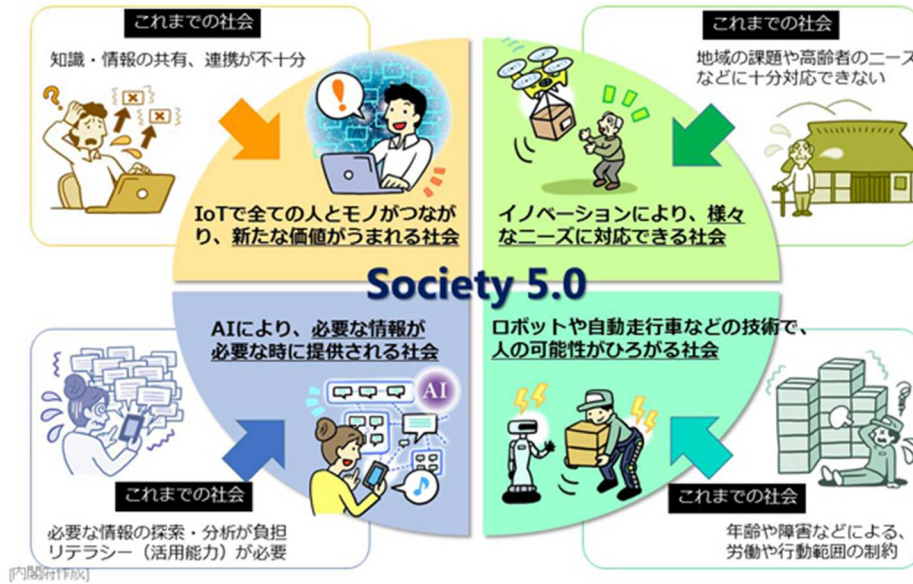 これまでの社会
知識・情報の共有、連携が不十分
これまでの社会
地域の課題や高齢者のニーズ
などに十分対応できない
IoTで全ての人とモノがつなが
り、新たな価値がうまれる社会
イノベーションにより、様々
なニーズに対応できる社会
Society 5.0
AIにより、必要な情報が
必要な時に提供される社会
AI
ロボットや自動走行車などの技術で、
人の可能性がひろがる社会
これまでの社会
必要な情報の探索・分析が負担
リテラシー（活用能力）が必要
これまでの社会
年齢や障害などによる、
労働や行動範囲の制約
[内閣府作成]